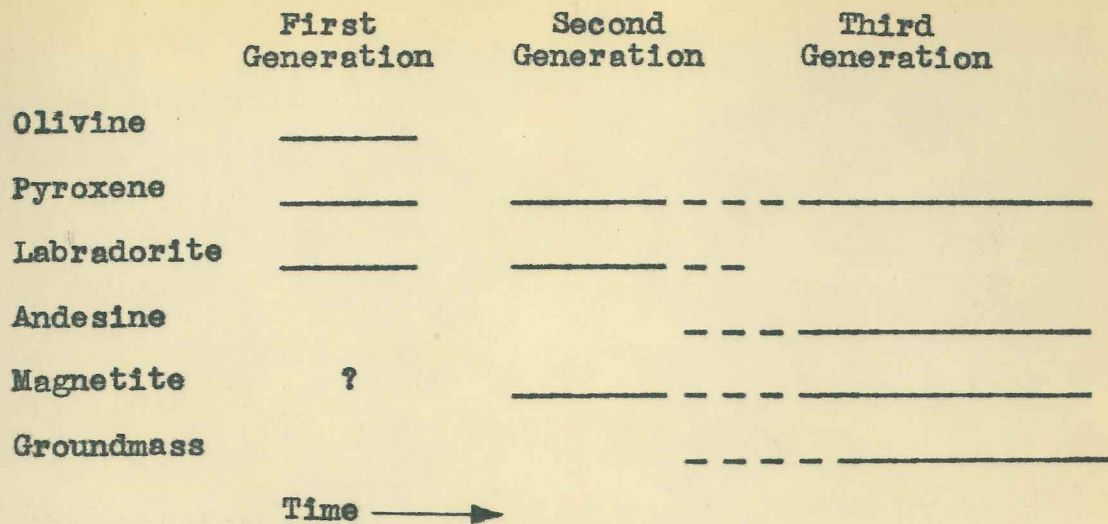 First Second Third
Generation Generation Generation
Olivine
Pyroxene
Labradorite
Andesine
Magnetite ?
Groundmass
Time